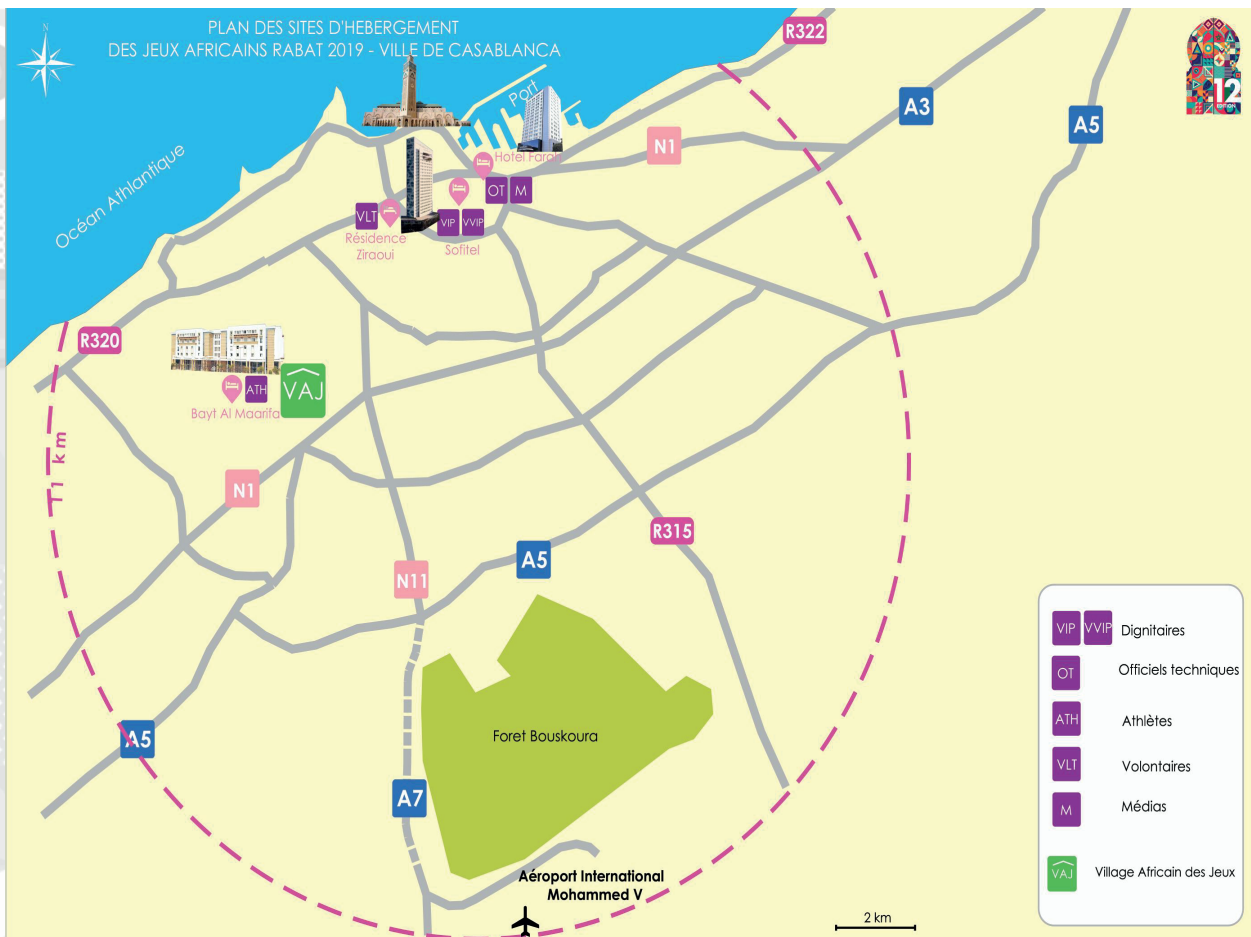 N
PLAN DES SITES D'HEBERGEMENT
DES JEUX AFRICAINS RABAT 2019 - VILLE DE CASABLANCA
R322
12
EDITION
A3
A5
Port
N1
Océan Athlantique
Hotel Farah
OT M
VLT
VIP VVIP
Résidence
Ziraoui
Sofitel
R320
ATH
VAJ
Bayt Al Maarifa
11 km
N1
R315
A5
N11
Foret Bouskoura
A5
A7
Aéroport International
Mohammed V
2 km
VIP VVIP Dignitaires
OT Officiels techniques
ATH Athlètes
VLT Volontaires
M Médias
VAJ Village Africain des Jeux